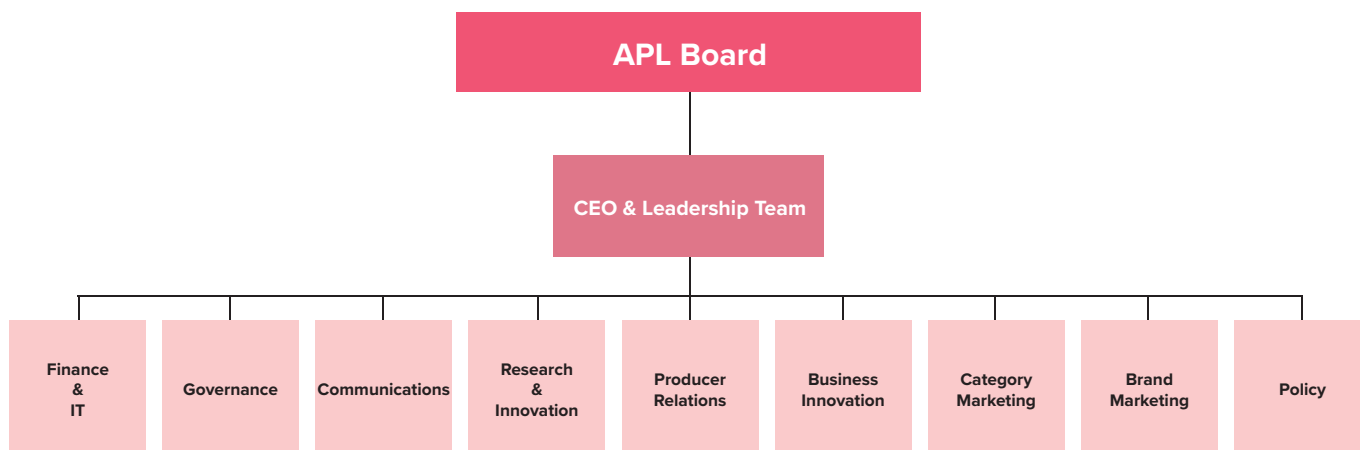 APL Board
CEO & Leadership Team
Finance
&
IT
Governance
Communications
Research
&
Innovation
Producer
Relations
Business
Innovation
Category
Marketing
Brand
Marketing
Policy